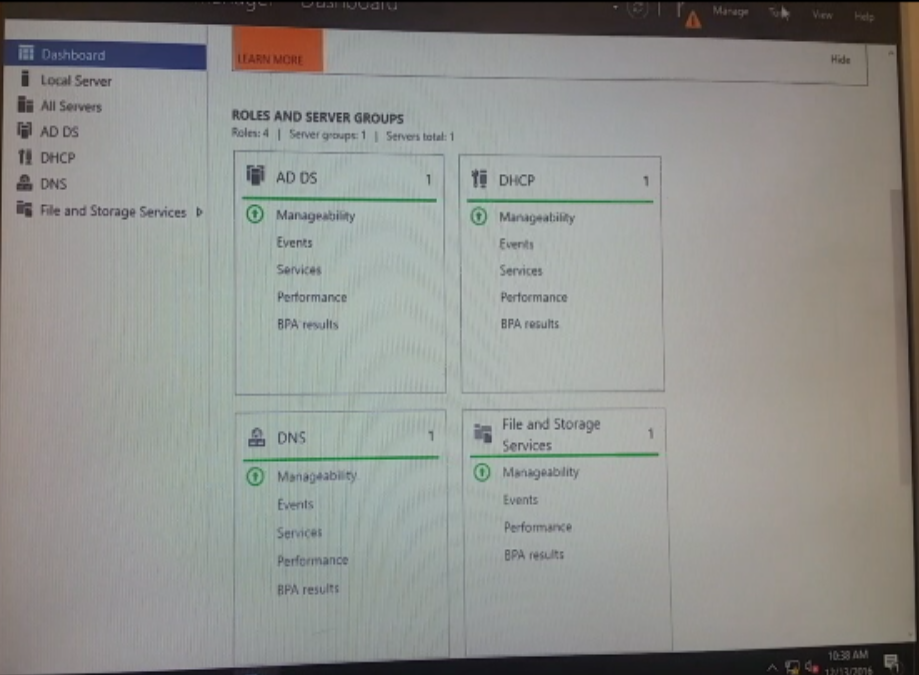 Dashboard
Manage
View
Help
Dashboard
Local Server
All Servers
AD DS
DHCP
DNS
File and Storage Services
LEARN MORE
Hide
ROLES AND SERVER GROUPS
Roles: 4 | Server groups: 1 | Servers total: 1
AD DS 1
Manageability
Events
Services
Performance
BPA results
DHCP 1
Manageability
Events
Services
Performance
BPA results
DNS 1
Manageability
Events
Services
Performance
BPA results
File and Storage
Services 1
Manageability
Events
Performance
BPA results
10:38 AM
12/13/2016